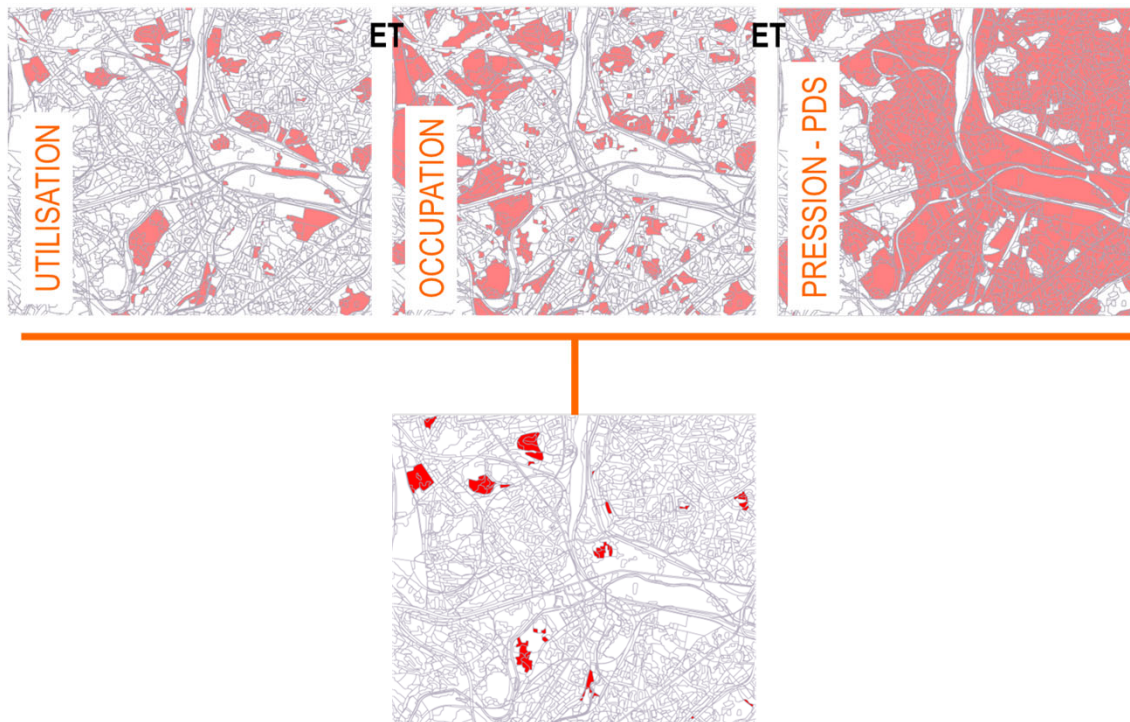 ET
ET
UTILISATION
OCCUPATION
PRESSION - PDS